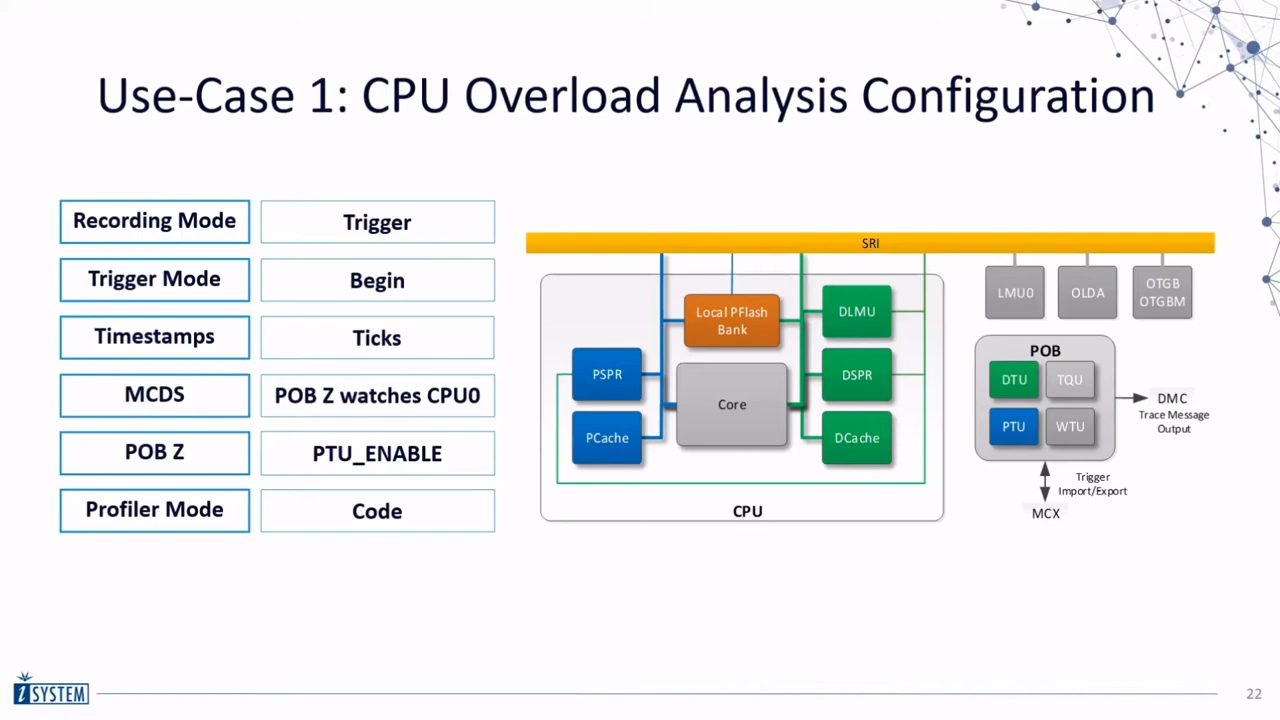 Use-Case 1: CPU Overload Analysis Configuration
Recording Mode
Trigger
Trigger Mode
Begin
Timestamps
Ticks
MCDS
POB Z watches CPU0
POB Z
PTU_ENABLE
Profiler Mode
Code
SRI
Local PFlash
Bank
DLMU
PSPR
Core
DSPR
PCache
DCache
CPU
LMU0
OLDA
OTGB
OTGBM
POB
DTU
TQU
PTU
WTU
DMC
Trace Message
Output
Trigger
Import/Export
MCX
iSYSTEM
22